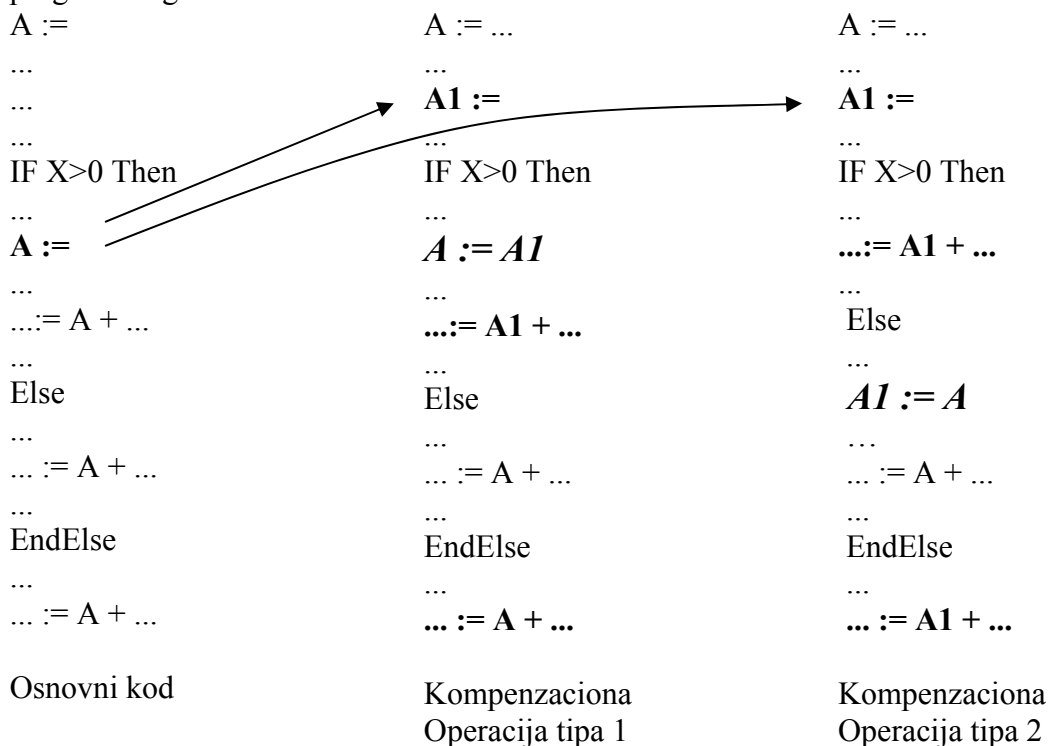 A :=
...
...
...
IF X>0 Then
...
A :=
...
...:= A + ...
...
Else
...
... := A + ...
...
EndElse
...
... := A + ...
Osnovni kod
A := ...
...
A1 :=
...
IF X>0 Then
...
A := A1
...
...:= A1 + ...
...
Else
...
... := A + ...
...
EndElse
...
... := A + ...
Kompenzaciona
Operacija tipa 1
A := ...
...
A1 :=
...
IF X>0 Then
...
...:= A1 + ...
...
Else
...
A1 := A
…
... := A + ...
...
EndElse
...
... := A1 + ...
Kompenzaciona
Operacija tipa 2